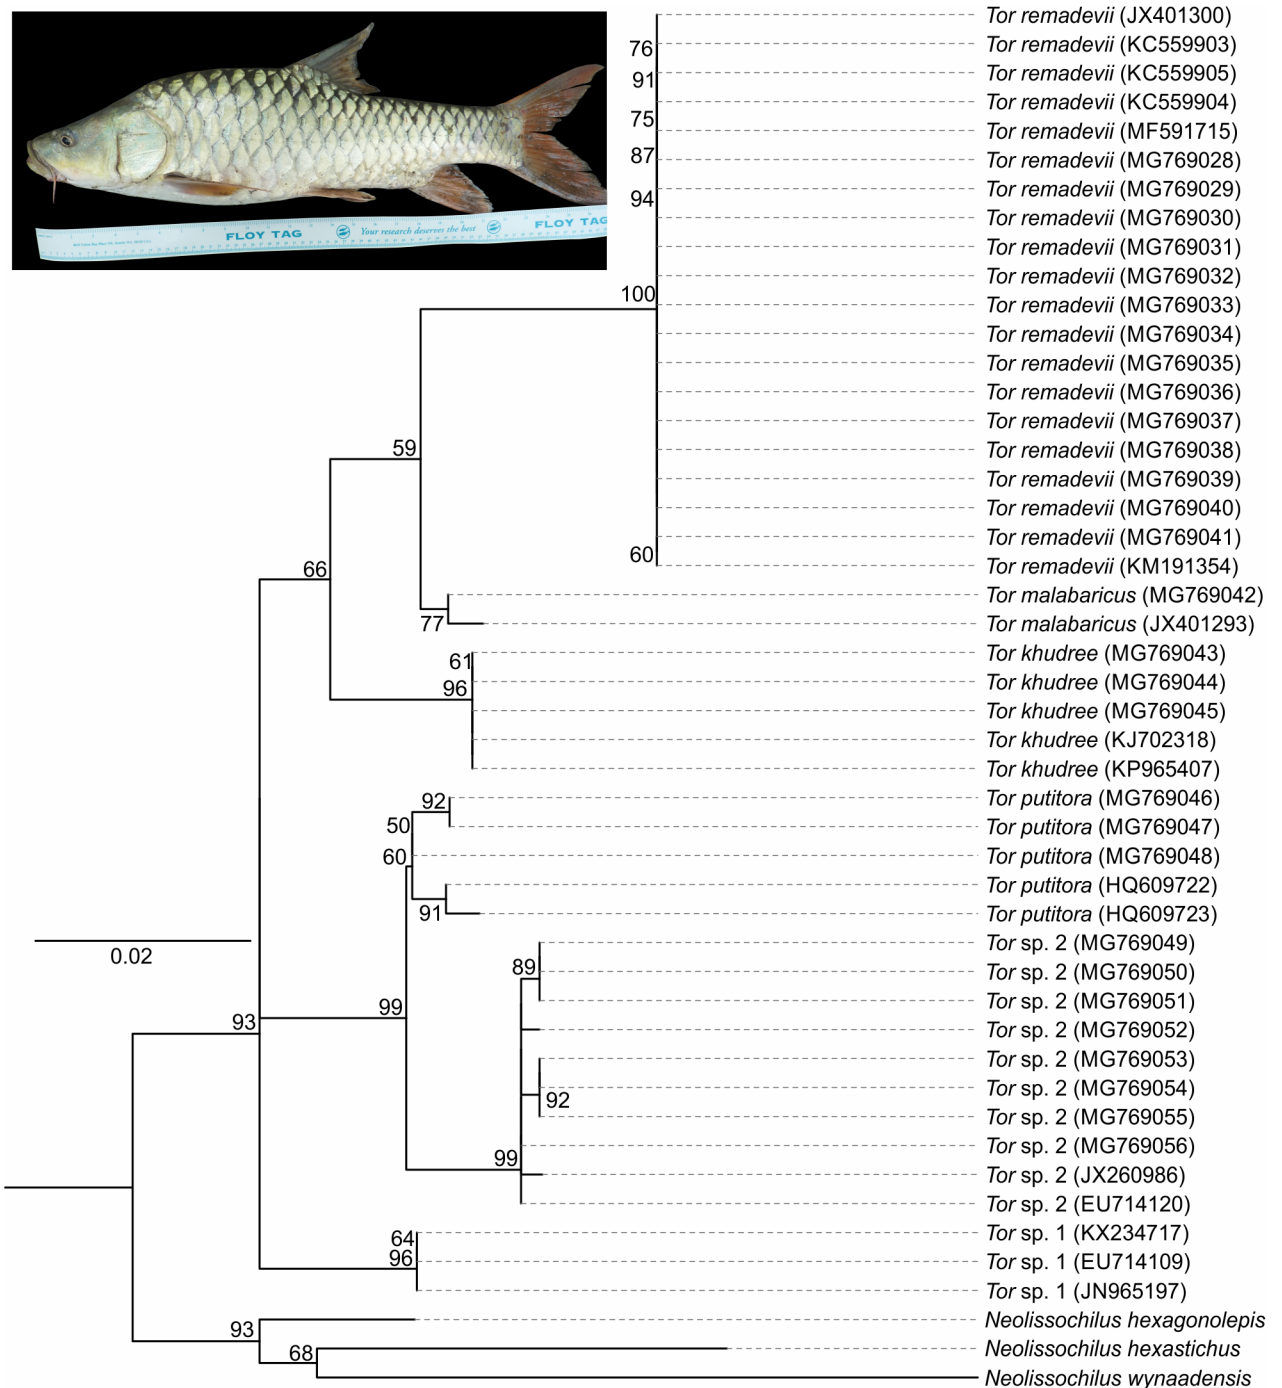 FLOY TAG Your research deserves the best FLOY TAG
Tor remadevii (JX401300)
76 Tor remadevii (KC559903)
91 Tor remadevii (KC559905)
Tor remadevii (KC559904)
75 Tor remadevii (MF591715)
87 Tor remadevii (MG769028)
Tor remadevii (MG769029)
94 Tor remadevii (MG769030)
Tor remadevii (MG769031)
Tor remadevii (MG769032)
100 Tor remadevii (MG769033)
Tor remadevii (MG769034)
Tor remadevii (MG769035)
Tor remadevii (MG769036)
Tor remadevii (MG769037)
59 Tor remadevii (MG769038)
Tor remadevii (MG769039)
Tor remadevii (MG769040)
Tor remadevii (MG769041)
60 Tor remadevii (KM191354)
66
Tor malabaricus (MG769042)
77 Tor malabaricus (JX401293)
61 Tor khudree (MG769043)
96 Tor khudree (MG769044)
Tor khudree (MG769045)
Tor khudree (KJ702318)
Tor khudree (KP965407)
92 Tor putitora (MG769046)
50 Tor putitora (MG769047)
60 Tor putitora (MG769048)
Tor putitora (HQ609722)
91 Tor putitora (HQ609723)
Tor sp. 2 (MG769049)
0.02
89 Tor sp. 2 (MG769050)
Tor sp. 2 (MG769051)
93 99 Tor sp. 2 (MG769052)
Tor sp. 2 (MG769053)
Tor sp. 2 (MG769054)
92 Tor sp. 2 (MG769055)
Tor sp. 2 (MG769056)
99 Tor sp. 2 (JX260986)
Tor sp. 2 (EU714120)
64 Tor sp. 1 (KX234717)
96 Tor sp. 1 (EU714109)
Tor sp. 1 (JN965197)
93 Neolissochilus hexagonolepis
68 Neolissochilus hexastichus
Neolissochilus wynaadensis